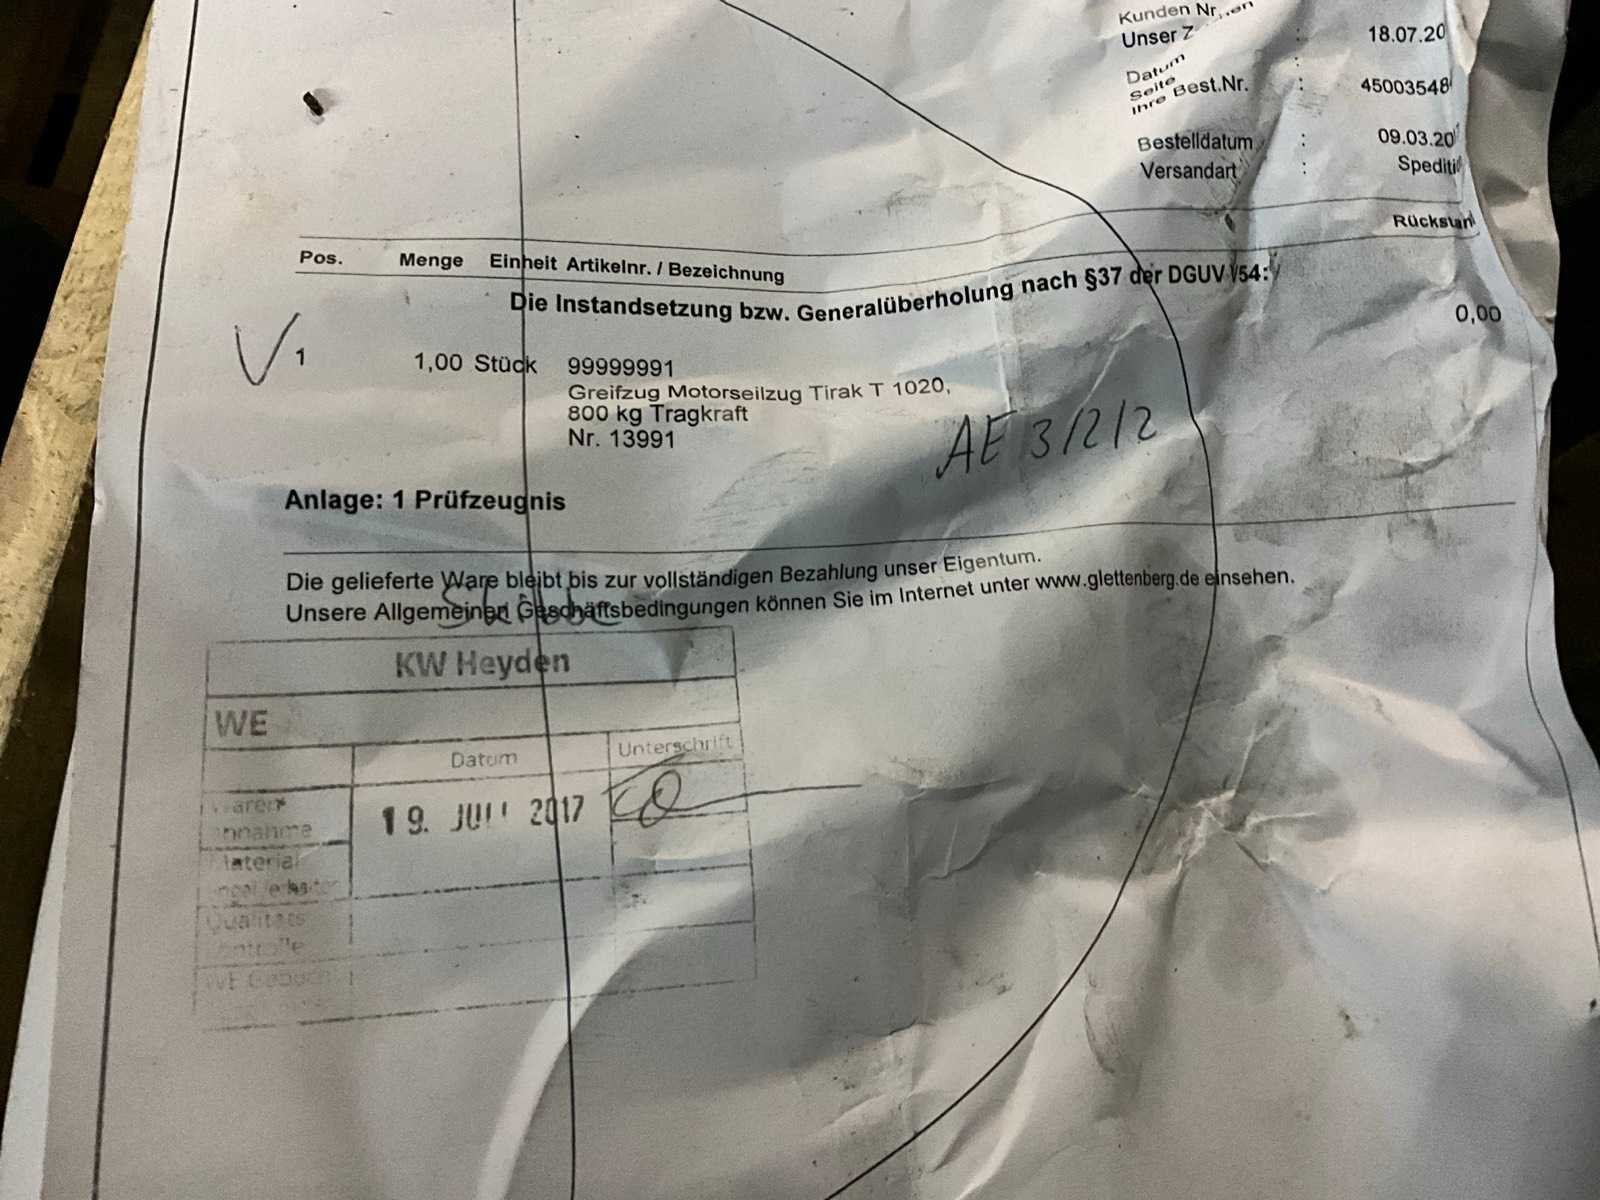 Kunden Nr.
Unser
Datum : 18.07.20
Seite :
Ihre Best.Nr. : 45003548
Bestelldatum : 09.03.20
Versandart : Spediti
Rückstan
Pos. Menge Einheit Artikelnr. / Bezeichnung
Die Instandsetzung bzw. Generalüberholung nach §37 der DGUV V54:
1 1,00 Stück 99999991 0,00
Greifzug Motorseilzug Tirak T 1020,
800 kg Tragkraft
Nr. 13991
AE 3/2/2
Anlage: 1 Prüfzeugnis
Die gelieferte Ware bleibt bis zur vollständigen Bezahlung unser Eigentum.
Unsere Allgemeinen Geschäftsbedingungen können Sie im Internet unter www.glettenberg.de einsehen.
KW Heyden
WE
Datum Unterschrift
19. JULI 2017
Material
Qualitäts